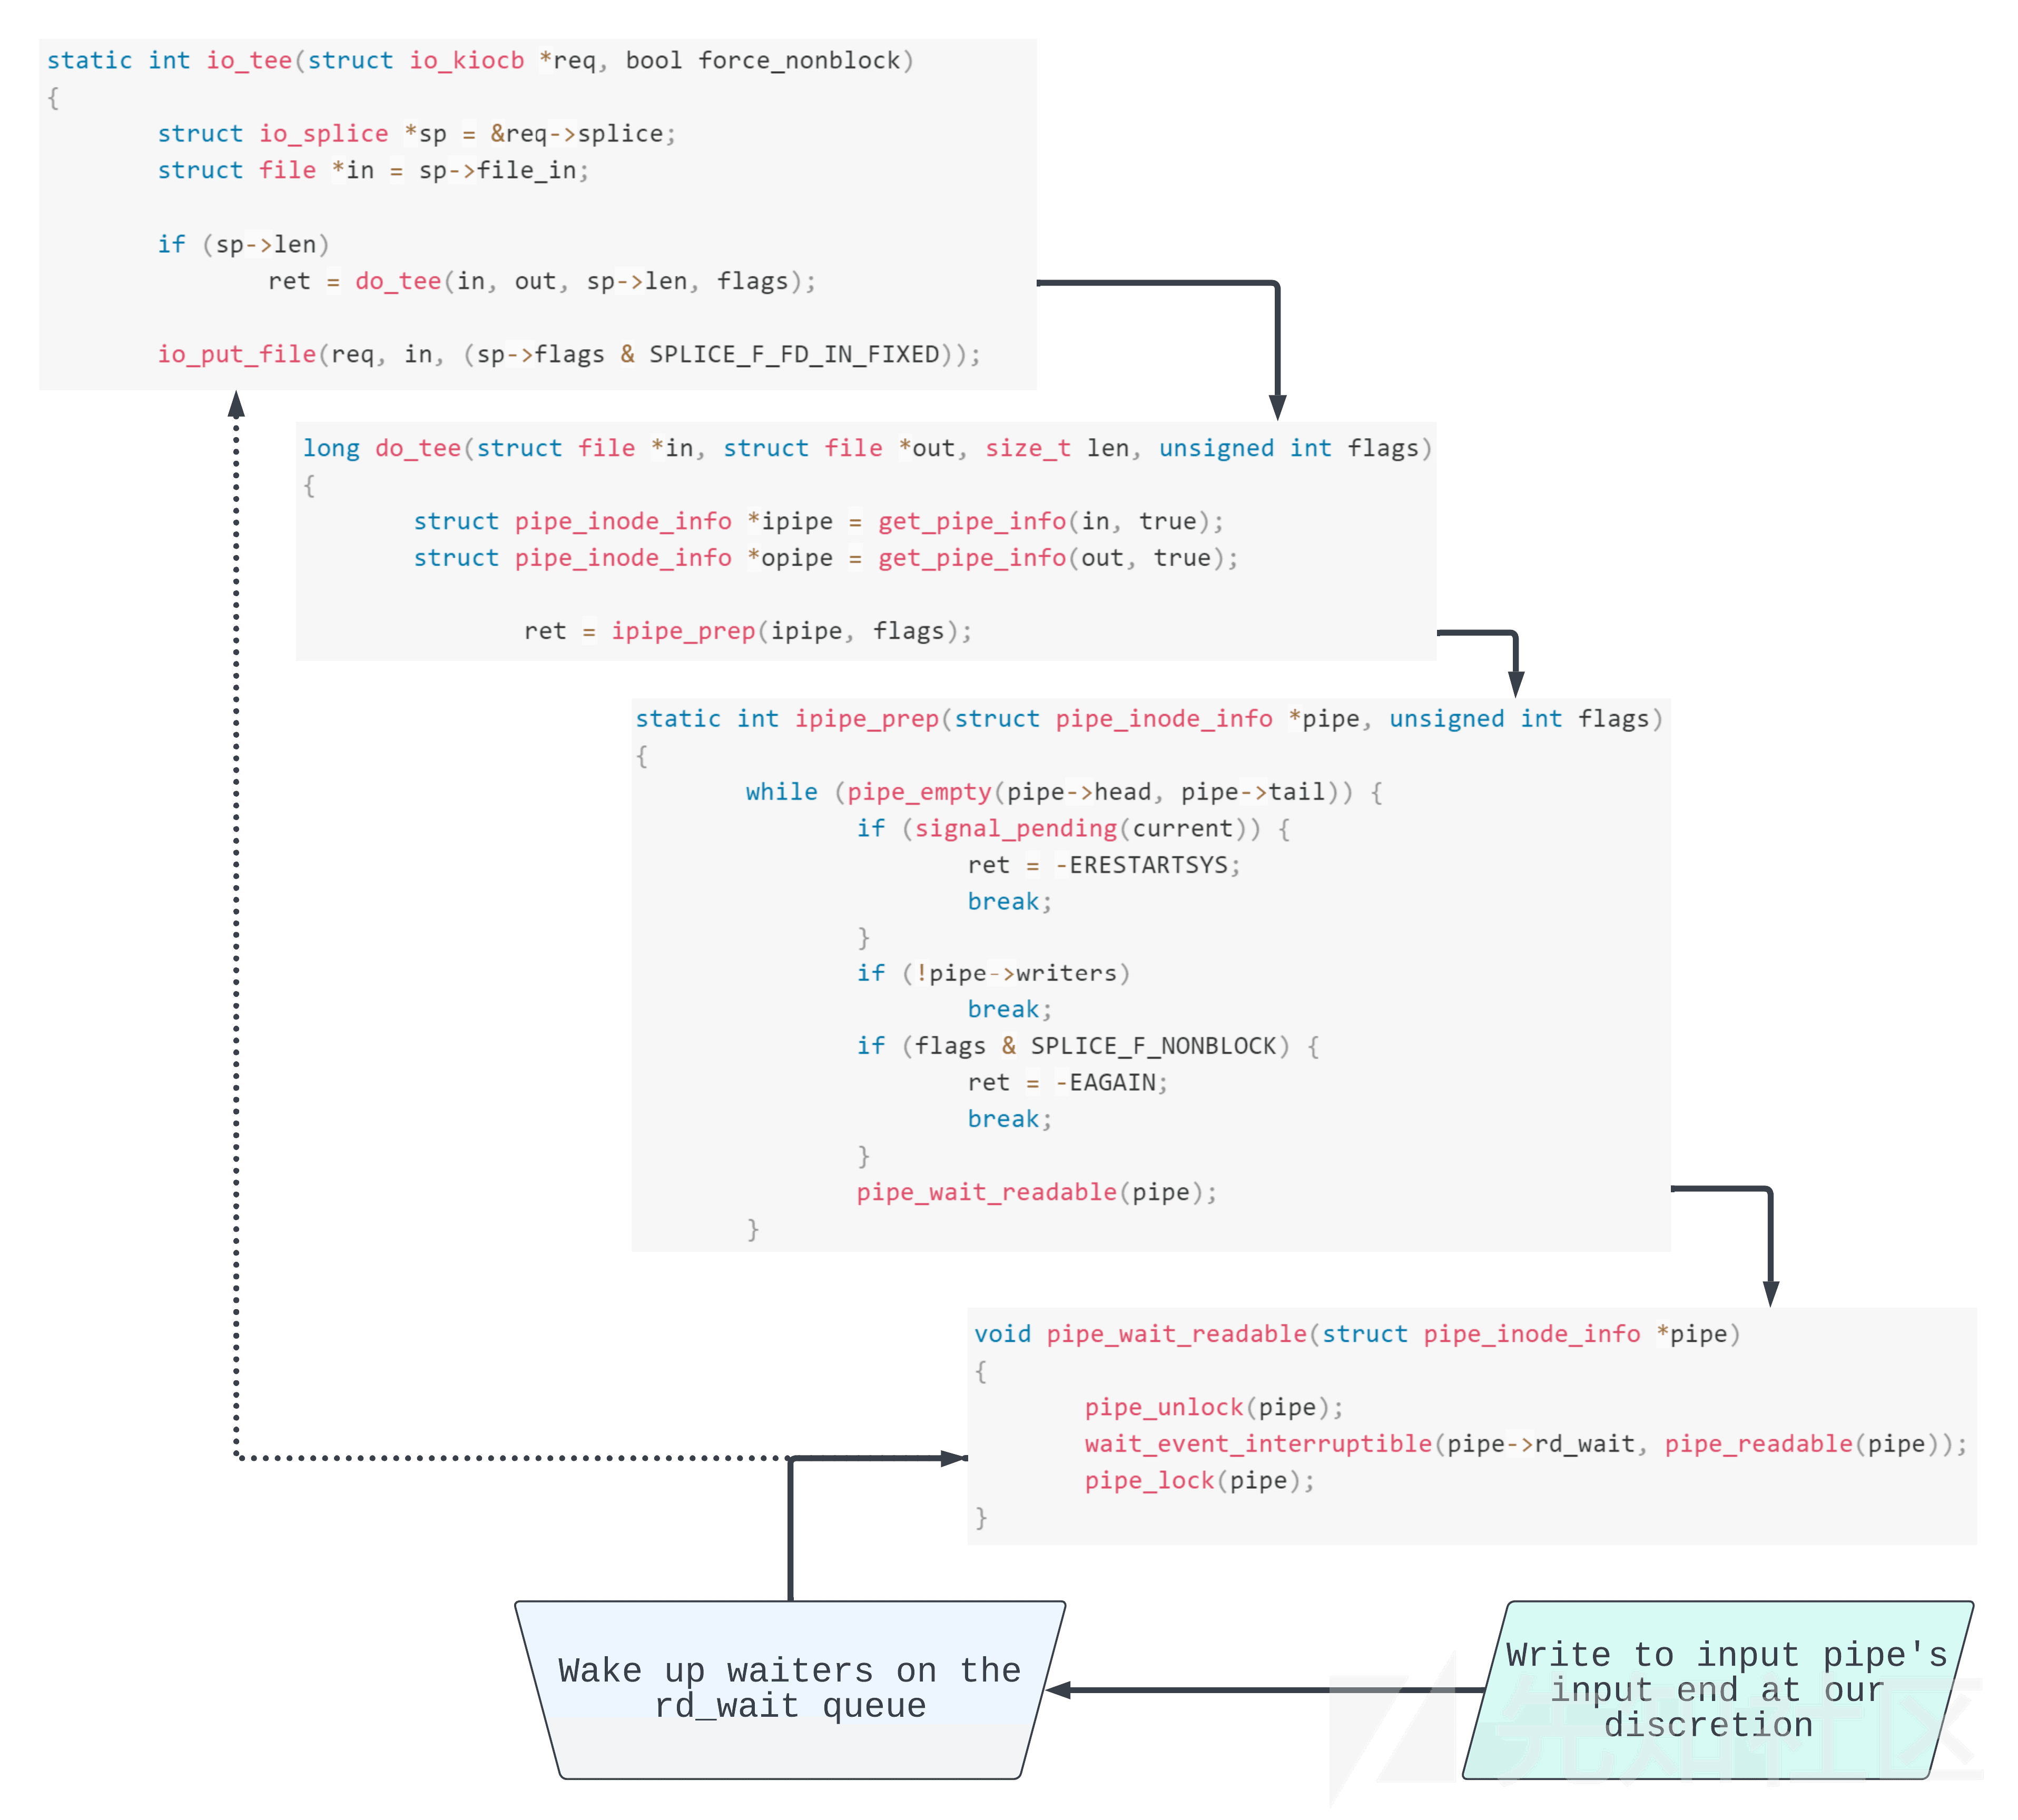 static int io_tee(struct io_kiocb *req, bool force_nonblock)
{
struct io_splice *sp = &req->splice;
struct file *in = sp->file_in;
if (sp->len)
ret = do_tee(in, out, sp->len, flags);
io_put_file(req, in, (sp->flags & SPLICE_F_FD_IN_FIXED));
long do_tee(struct file *in, struct file *out, size_t len, unsigned int flags)
{
struct pipe_inode_info *ipipe = get_pipe_info(in, true);
struct pipe_inode_info *opipe = get_pipe_info(out, true);
ret = ipipe_prep(ipipe, flags);
static int ipipe_prep(struct pipe_inode_info *pipe, unsigned int flags)
{
while (pipe_empty(pipe->head, pipe->tail)) {
if (signal_pending(current)) {
ret = -ERESTARTSYS;
break;
}
if (!pipe->writers)
break;
if (flags & SPLICE_F_NONBLOCK) {
ret = -EAGAIN;
break;
}
pipe_wait_readable(pipe);
}
void pipe_wait_readable(struct pipe_inode_info *pipe)
{
pipe_unlock(pipe);
wait_event_interruptible(pipe->rd_wait, pipe_readable(pipe));
pipe_lock(pipe);
}
Wake up waiters on the
rd_wait queue
Write to input pipe's
input end at our
discretion
先知社区